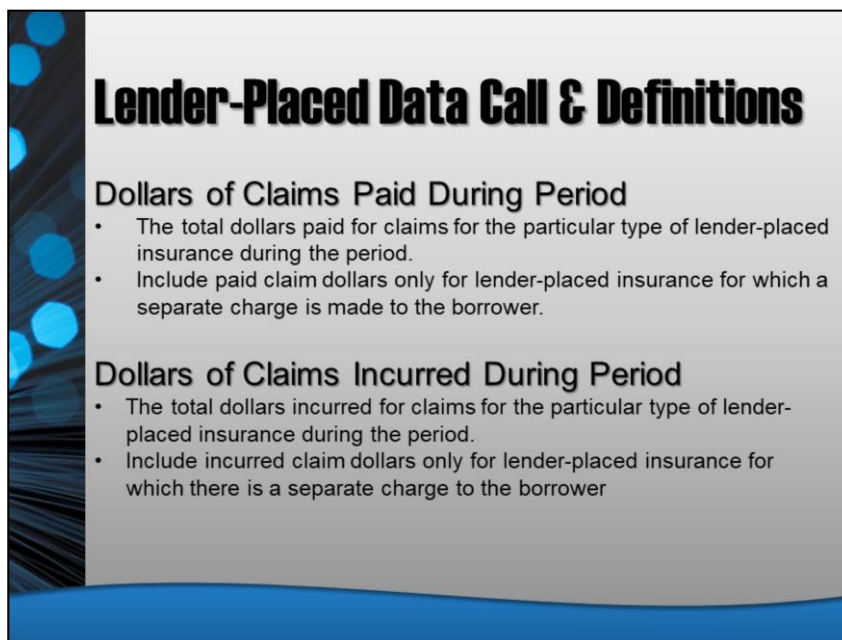 Lender-Placed Data Call & Definitions
Dollars of Claims Paid During Period
• The total dollars paid for claims for the particular type of lender-placed
insurance during the period.
• Include paid claim dollars only for lender-placed insurance for which a
separate charge is made to the borrower.
Dollars of Claims Incurred During Period
• The total dollars incurred for claims for the particular type of lender-
placed insurance during the period.
• Include incurred claim dollars only for lender-placed insurance for
which there is a separate charge to the borrower